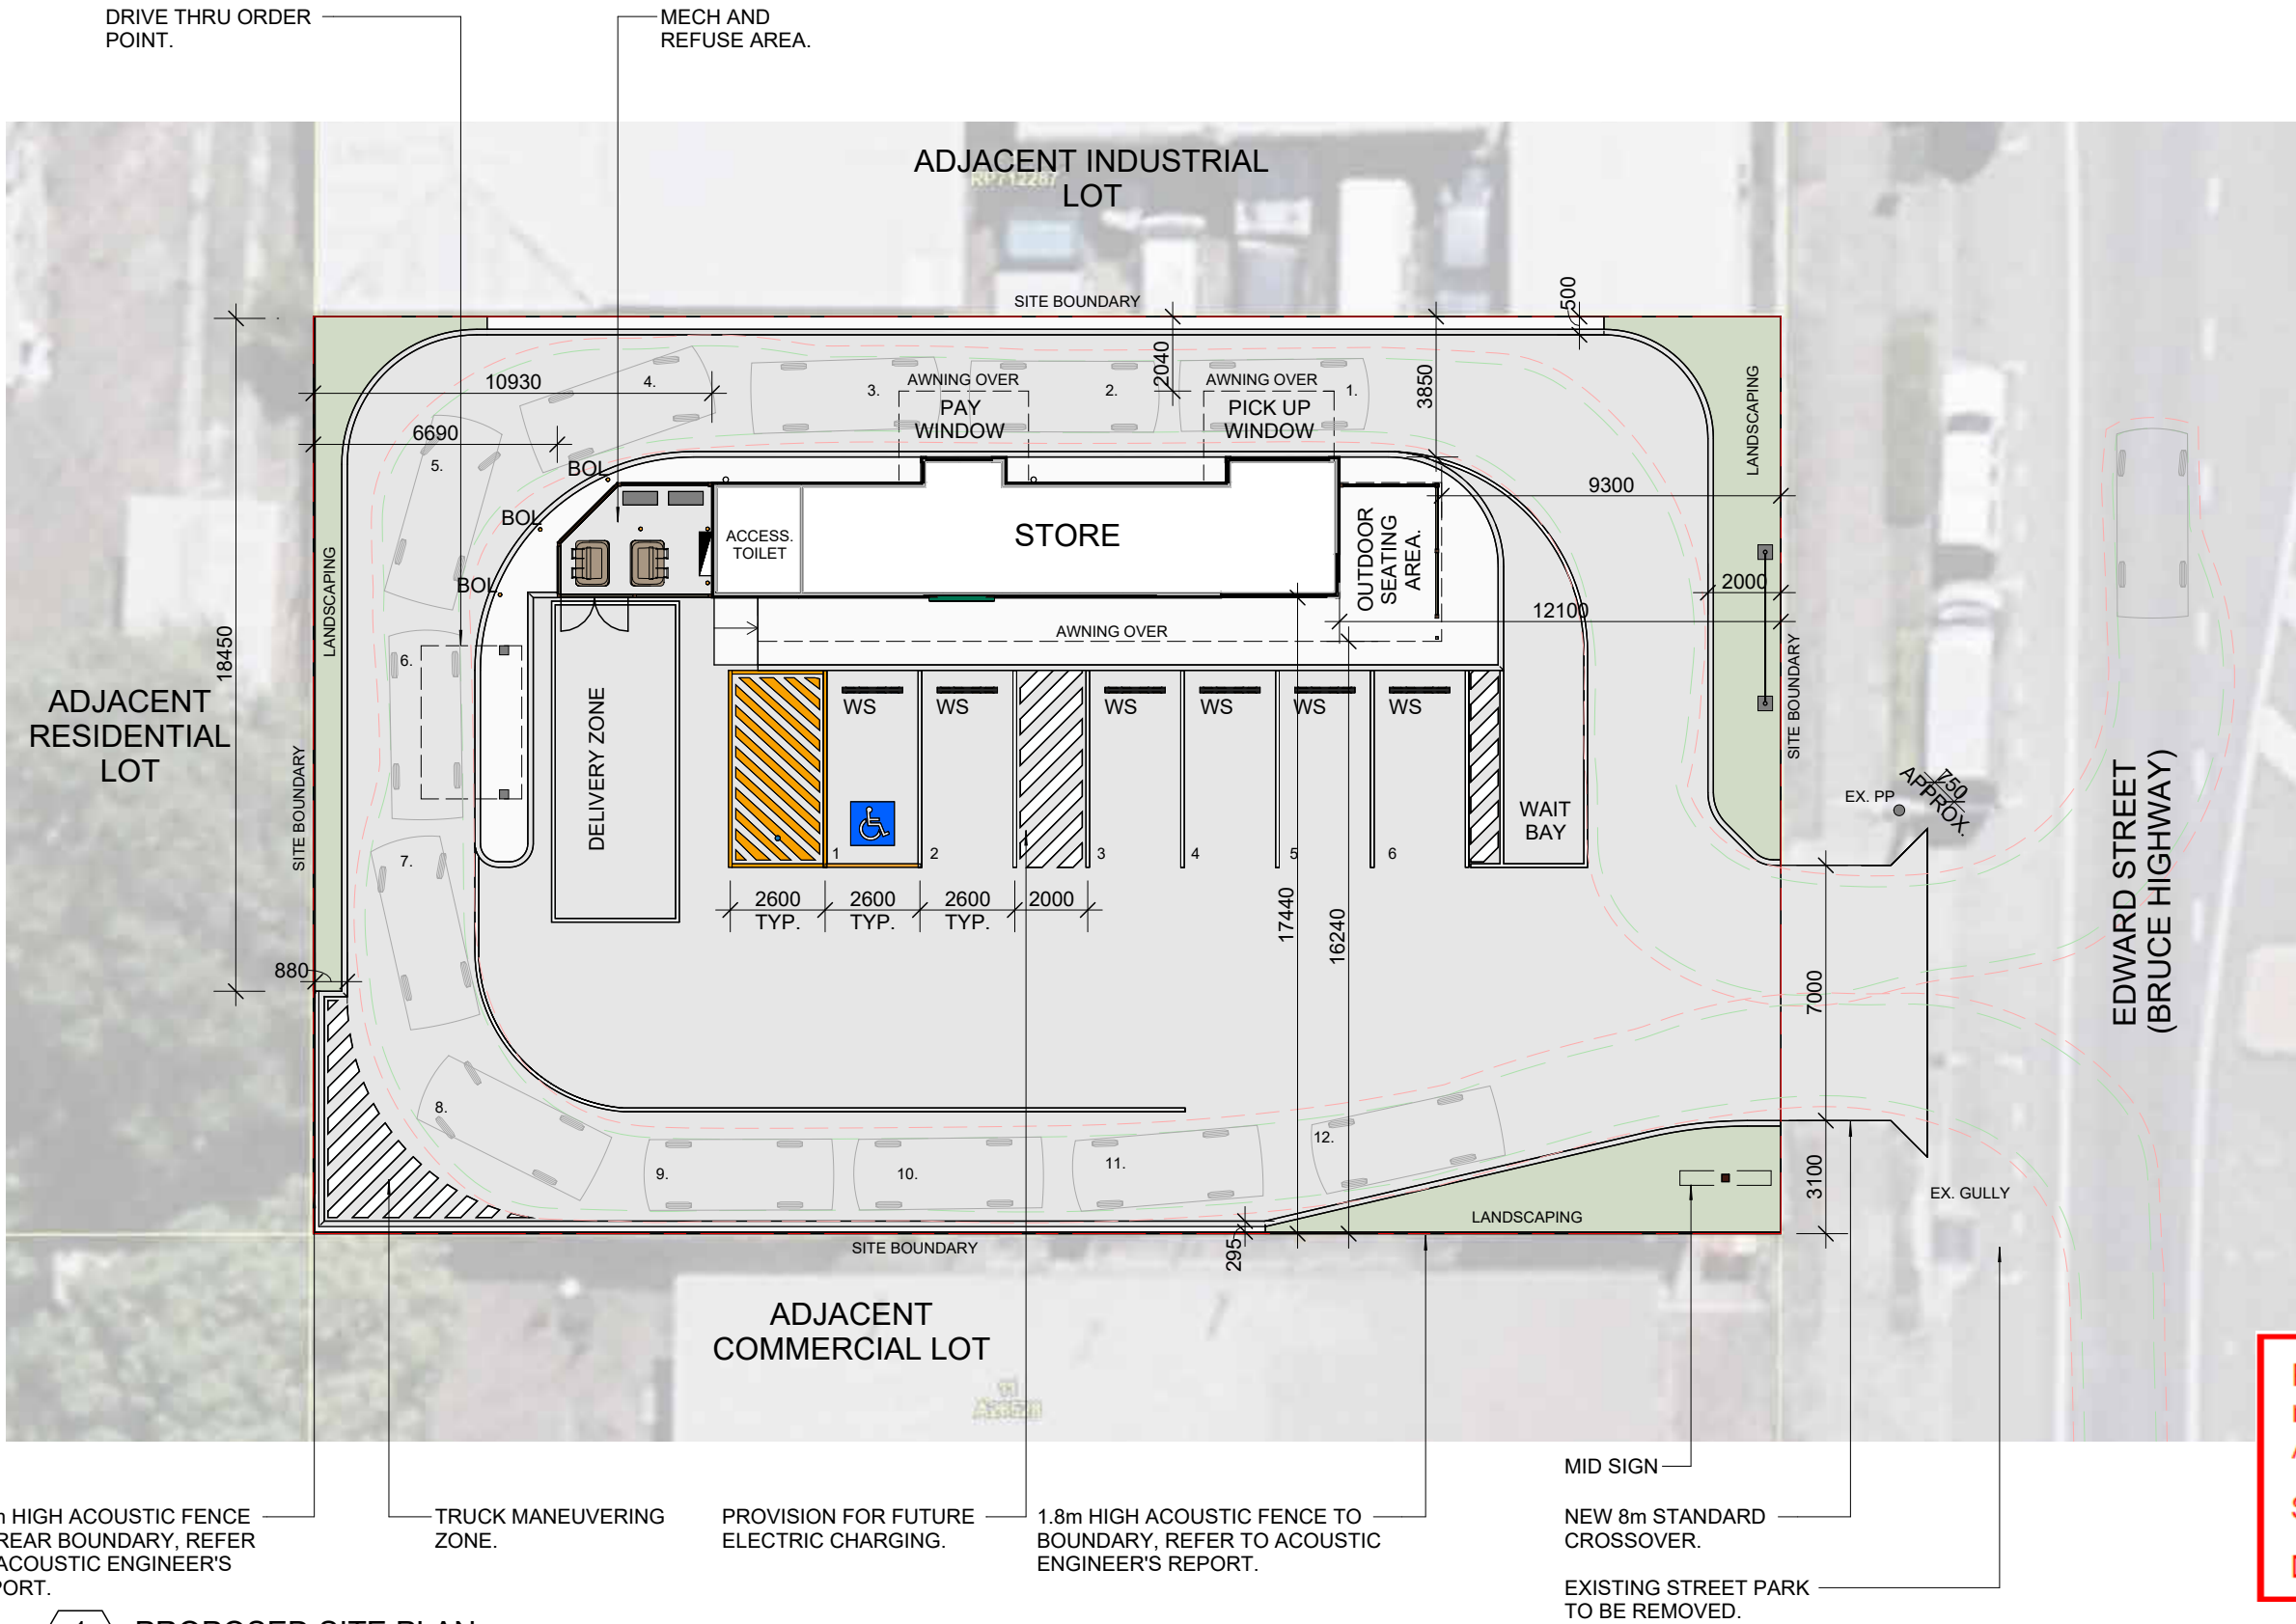 DRIVE THRU ORDER
POINT.
MECH AND
REFUSE AREA.
ADJACENT INDUSTRIAL
LOT
RP712287
SITE BOUNDARY
500
2040
3850
10930
6690
4.
3.
2.
1.
AWNING OVER
AWNING OVER
PAY
WINDOW
PICK UP
WINDOW
LANDSCAPING
5.
BOL
BOL
BOL
9300
ACCESS.
TOILET
STORE
OUTDOOR
SEATING
AREA.
2000
12100
AWNING OVER
LANDSCAPING
18450
6.
ADJACENT
RESIDENTIAL
LOT
SITE BOUNDARY
DELIVERY ZONE
WS
WS
WS
WS
WS
WS
SITE BOUNDARY
WAIT
BAY
EX. PP
750
APPROX.
EDWARD STREET
(BRUCE HIGHWAY)
7.
1
2
3
4
5
6
2600
TYP.
2600
TYP.
2600
TYP.
2000
17440
16240
880
7000
8.
9.
10.
11.
12.
3100
EX. GULLY
LANDSCAPING
295
SITE BOUNDARY
ADJACENT
COMMERCIAL LOT
MID SIGN
HIGH ACOUSTIC FENCE
REAR BOUNDARY, REFER
ACOUSTIC ENGINEER'S
PORT.
TRUCK MANEUVERING
ZONE.
PROVISION FOR FUTURE
ELECTRIC CHARGING.
1.8m HIGH ACOUSTIC FENCE TO
BOUNDARY, REFER TO ACOUSTIC
ENGINEER'S REPORT.
NEW 8m STANDARD
CROSSOVER.
EXISTING STREET PARK
TO BE REMOVED.
PROPOSED SITE PLAN